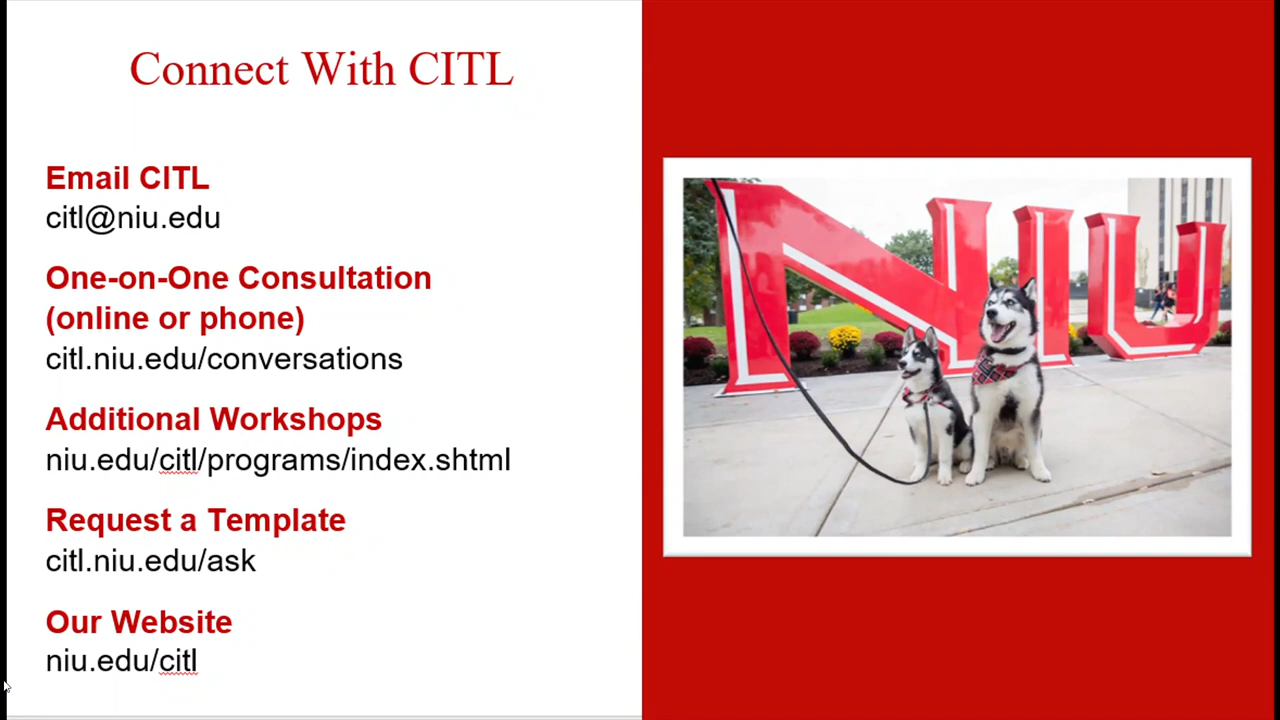 Connect With CITL
Email CITL
citl@niu.edu
One-on-One Consultation
(online or phone)
citl.niu.edu/conversations
Additional Workshops
niu.edu/citl/programs/index.shtml
Request a Template
citl.niu.edu/ask
Our Website
niu.edu/citl
NIU